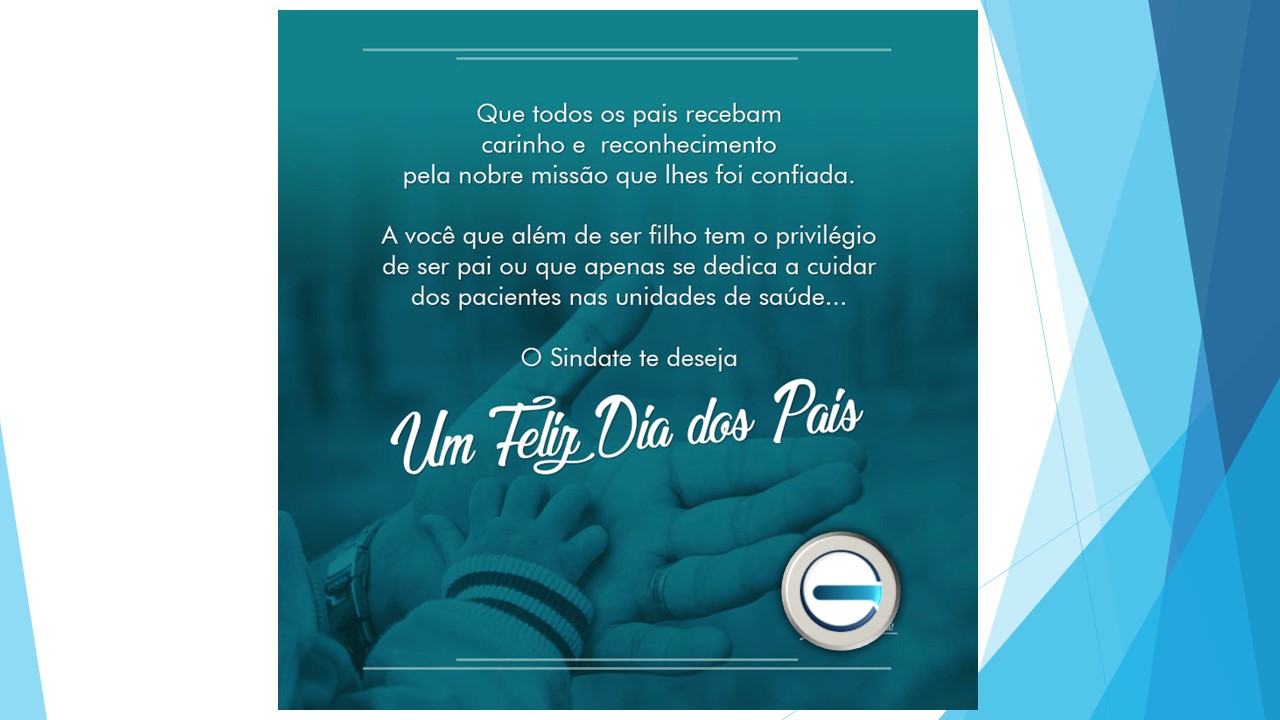 Que todos os pais recebam
carinho e  reconhecimento
pela nobre missão que lhes foi confiada.
A você que além de ser filho tem o privilégio
de ser pai ou que apenas se dedica a cuidar
dos pacientes nas unidades de saúde...
O Sindate te deseja
Um Feliz Dia dos Pais